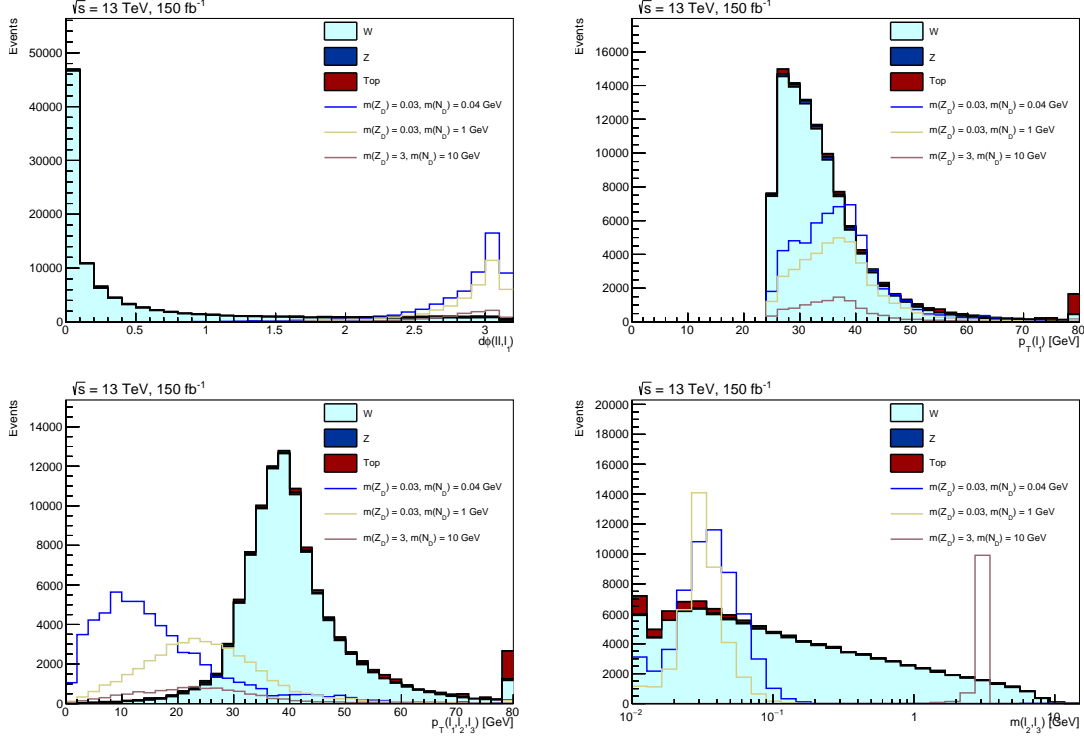 √s = 13 TeV, 150 fb⁻¹
Events
W
Z
Top
m(Z_D) = 0.03, m(N_D) = 0.04 GeV
m(Z_D) = 0.03, m(N_D) = 1 GeV
m(Z_D) = 3, m(N_D) = 10 GeV
50000
40000
30000
20000
10000
0
0 0.5 1 1.5 2 2.5 3
dϕ(ll,l_1)
√s = 13 TeV, 150 fb⁻¹
Events
W
Z
Top
m(Z_D) = 0.03, m(N_D) = 0.04 GeV
m(Z_D) = 0.03, m(N_D) = 1 GeV
m(Z_D) = 3, m(N_D) = 10 GeV
16000
14000
12000
10000
8000
6000
4000
2000
0
0 10 20 30 40 50 60 70 80
p_T(l_1) [GeV]
√s = 13 TeV, 150 fb⁻¹
Events
W
Z
Top
m(Z_D) = 0.03, m(N_D) = 0.04 GeV
m(Z_D) = 0.03, m(N_D) = 1 GeV
m(Z_D) = 3, m(N_D) = 10 GeV
14000
12000
10000
8000
6000
4000
2000
0
0 10 20 30 40 50 60 70 80
p_T(l_1,l_2,l_3) [GeV]
√s = 13 TeV, 150 fb⁻¹
Events
W
Z
Top
m(Z_D) = 0.03, m(N_D) = 0.04 GeV
m(Z_D) = 0.03, m(N_D) = 1 GeV
m(Z_D) = 3, m(N_D) = 10 GeV
20000
18000
16000
14000
12000
10000
8000
6000
4000
2000
0
10⁻² 10⁻¹ 1 10
m(l_2,l_3) [GeV]